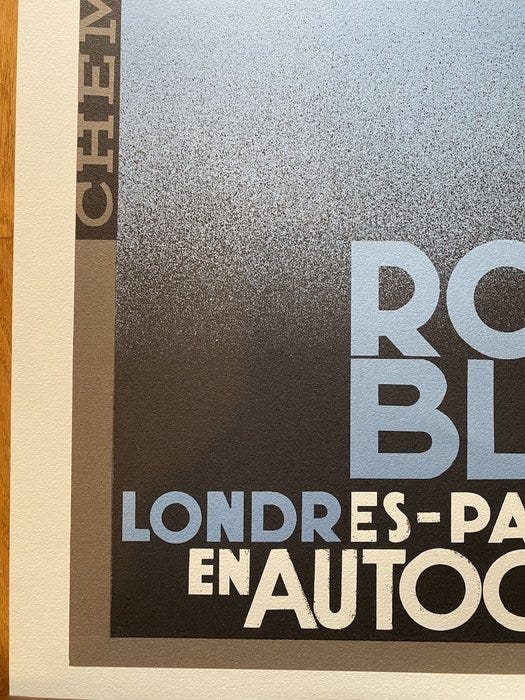 CHEM
RO
BL
LONDRES-PA
EN AUTOC